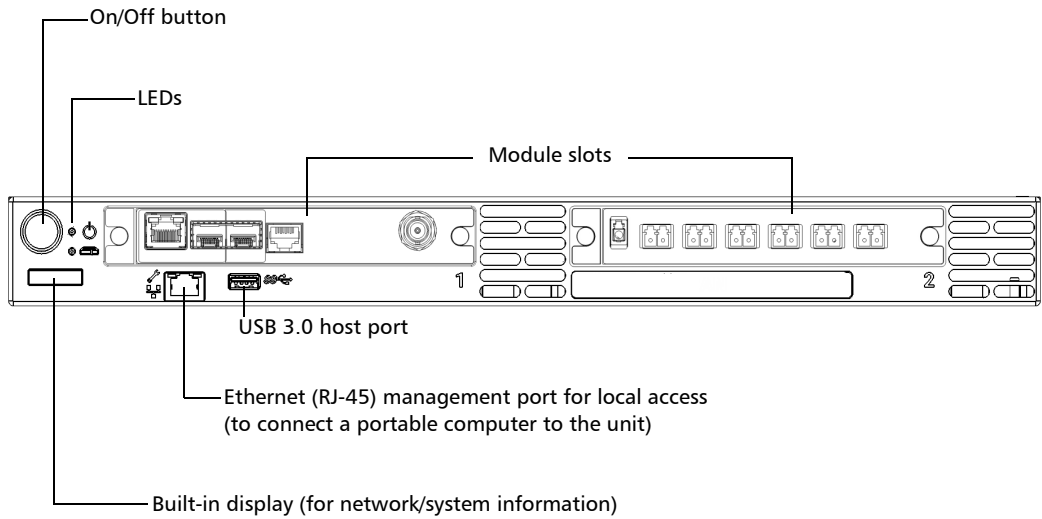 On/Off button
LEDs
Module slots
1
2
USB 3.0 host port
Ethernet (RJ-45) management port for local access
(to connect a portable computer to the unit)
Built-in display (for network/system information)